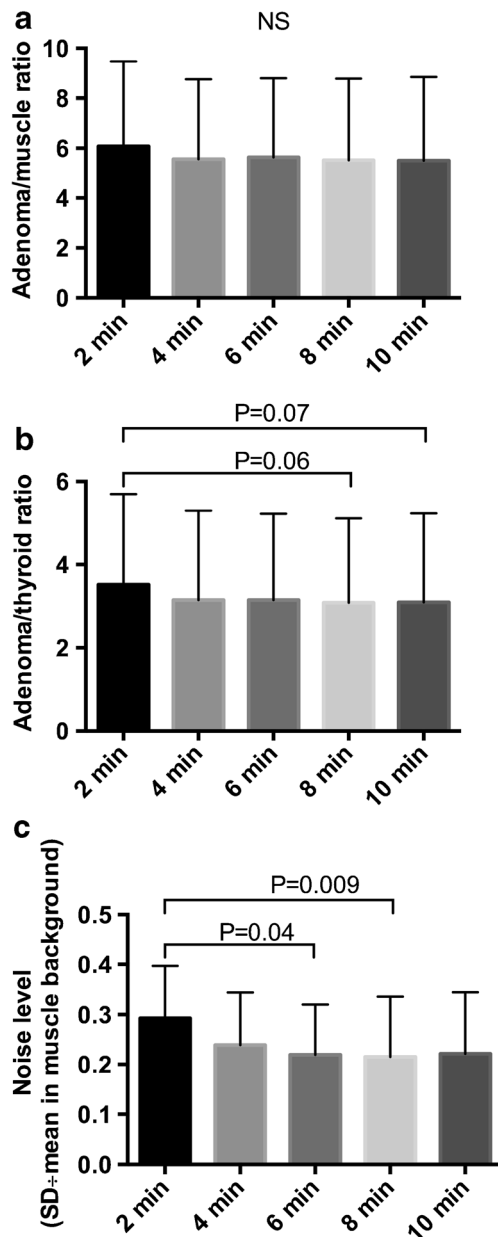 a
NS
Adenoma/muscle ratio
10
8
6
4
2
0
2 min
4 min
6 min
8 min
10 min
b
P=0.07
P=0.06
Adenoma/thyroid ratio
6
4
2
0
2 min
4 min
6 min
8 min
10 min
c
P=0.009
P=0.04
Noise level
(SD÷mean in muscle background)
0.5
0.4
0.3
0.2
0.1
0.0
2 min
4 min
6 min
8 min
10 min